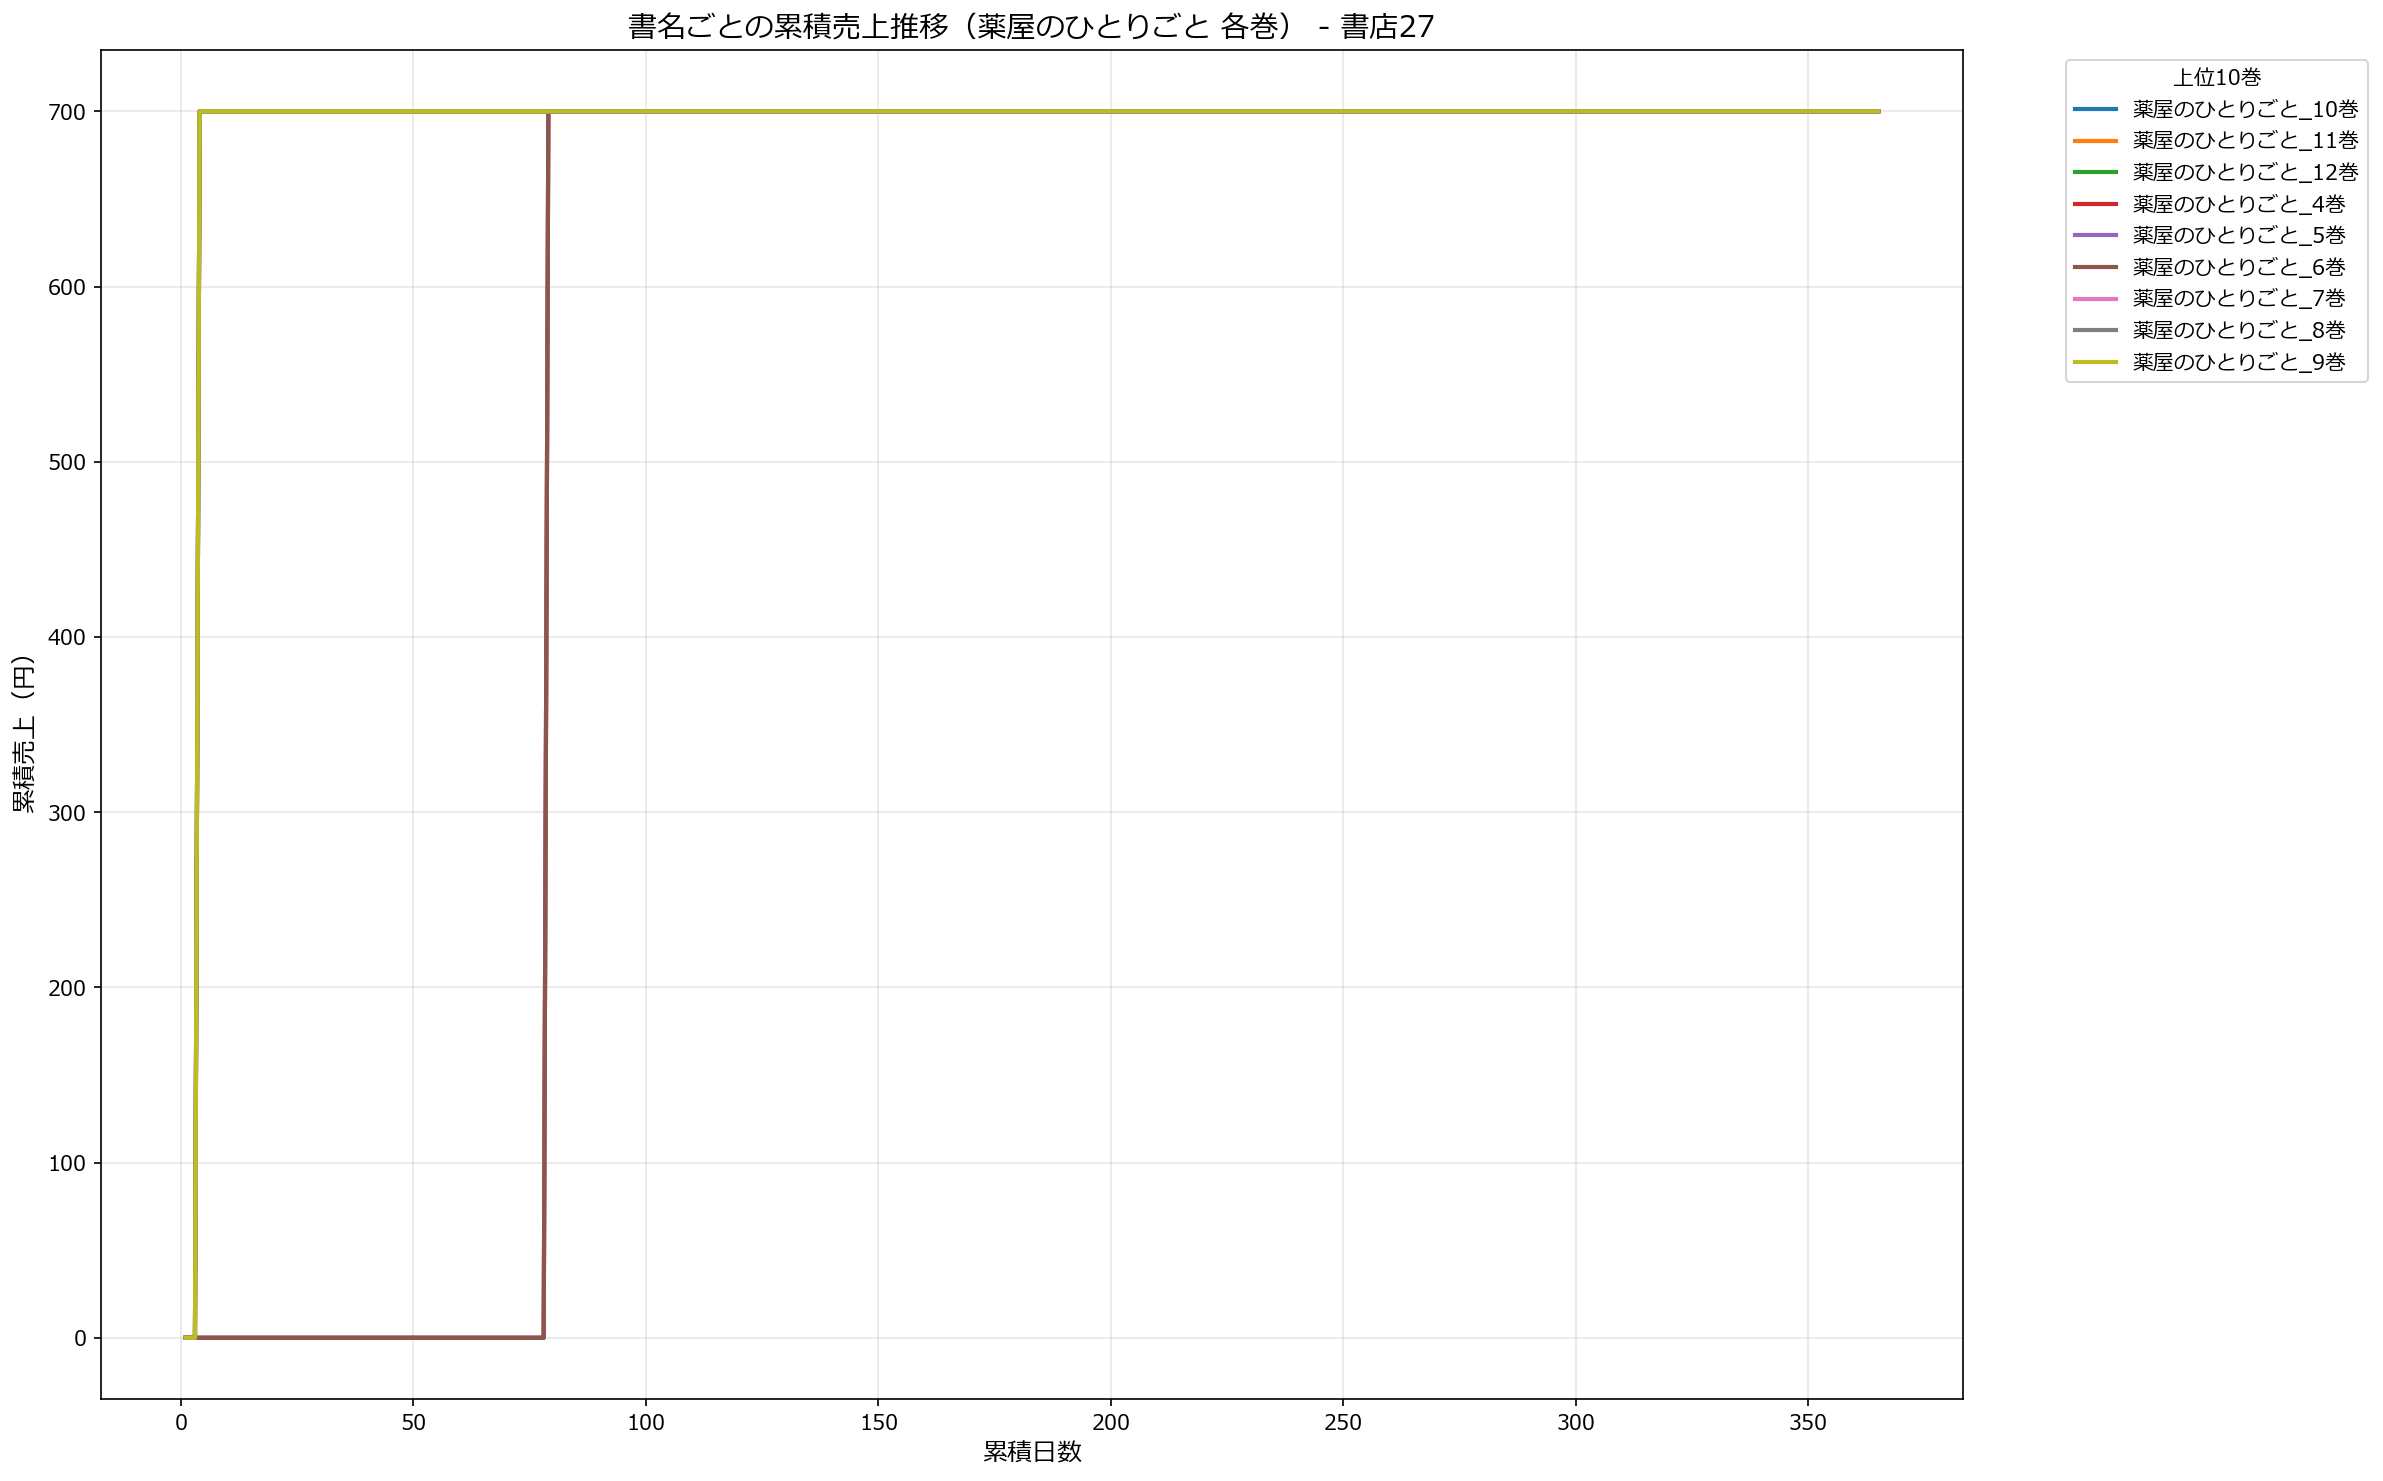 書名ごとの累積売上推移（薬屋のひとりごと 各巻） - 書店27
累積売上（円）
700
600
500
400
300
200
100
0
0 50 100 150 200 250 300 350
累積日数
上位10巻
薬屋のひとりごと_10巻
薬屋のひとりごと_11巻
薬屋のひとりごと_12巻
薬屋のひとりごと_4巻
薬屋のひとりごと_5巻
薬屋のひとりごと_6巻
薬屋のひとりごと_7巻
薬屋のひとりごと_8巻
薬屋のひとりごと_9巻